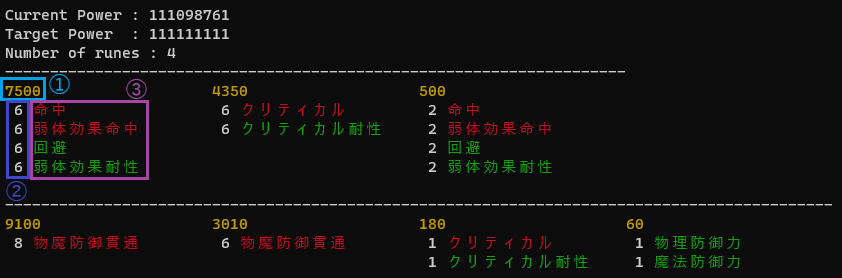 Current Power : 111098761
Target Power  : 111111111
Number of runes : 4
---------------------------------------------------------------------
7500 ① 4350 500
③
6 命中 6 クリティカル 2 命中
6 弱体効果命中 6 クリティカル耐性 2 弱体効果命中
6 回避 2 回避
6 弱体効果耐性 2 弱体効果耐性
②
--------------------------------------------------------------------------------------------
9100 3010 180 60
8 物魔防御貫通 6 物魔防御貫通 1 クリティカル 1 物理防御力
1 クリティカル耐性 1 魔法防御力